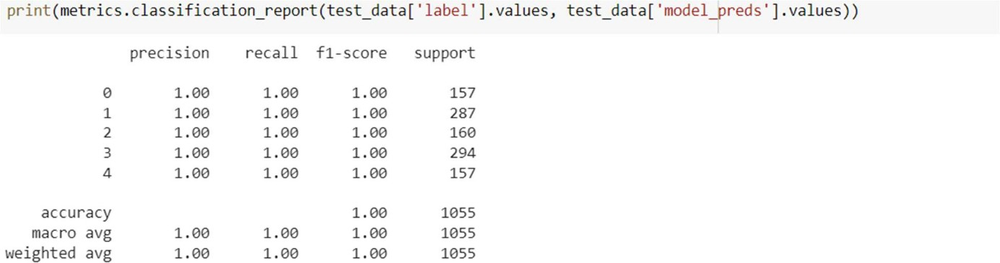 print(metrics.classification_report(test_data['label'].values, test_data['model_preds'].values))
precision recall f1-score support
0 1.00 1.00 1.00 157
1 1.00 1.00 1.00 287
2 1.00 1.00 1.00 160
3 1.00 1.00 1.00 294
4 1.00 1.00 1.00 157
accuracy 1.00 1055
macro avg 1.00 1.00 1.00 1055
weighted avg 1.00 1.00 1.00 1055